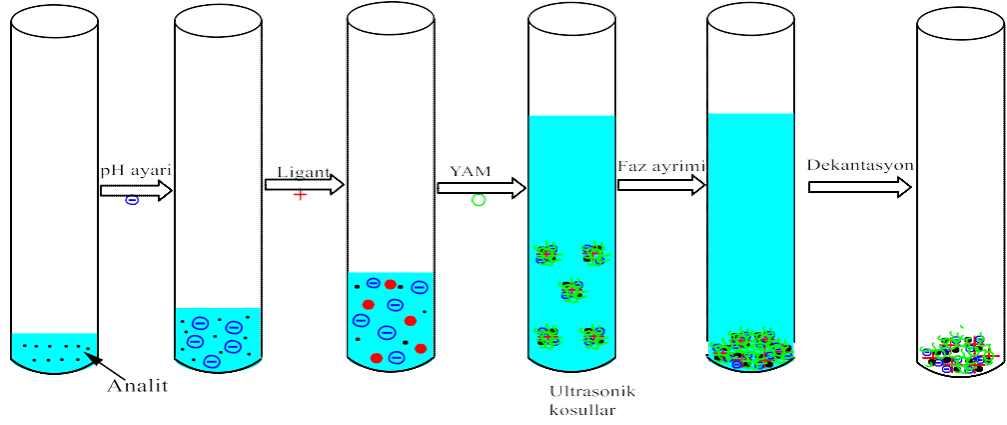 pH ayari
Ligant
YAM
Faz ayrimi
Dekantasyon
Analit
Ultrasonik
kosullar